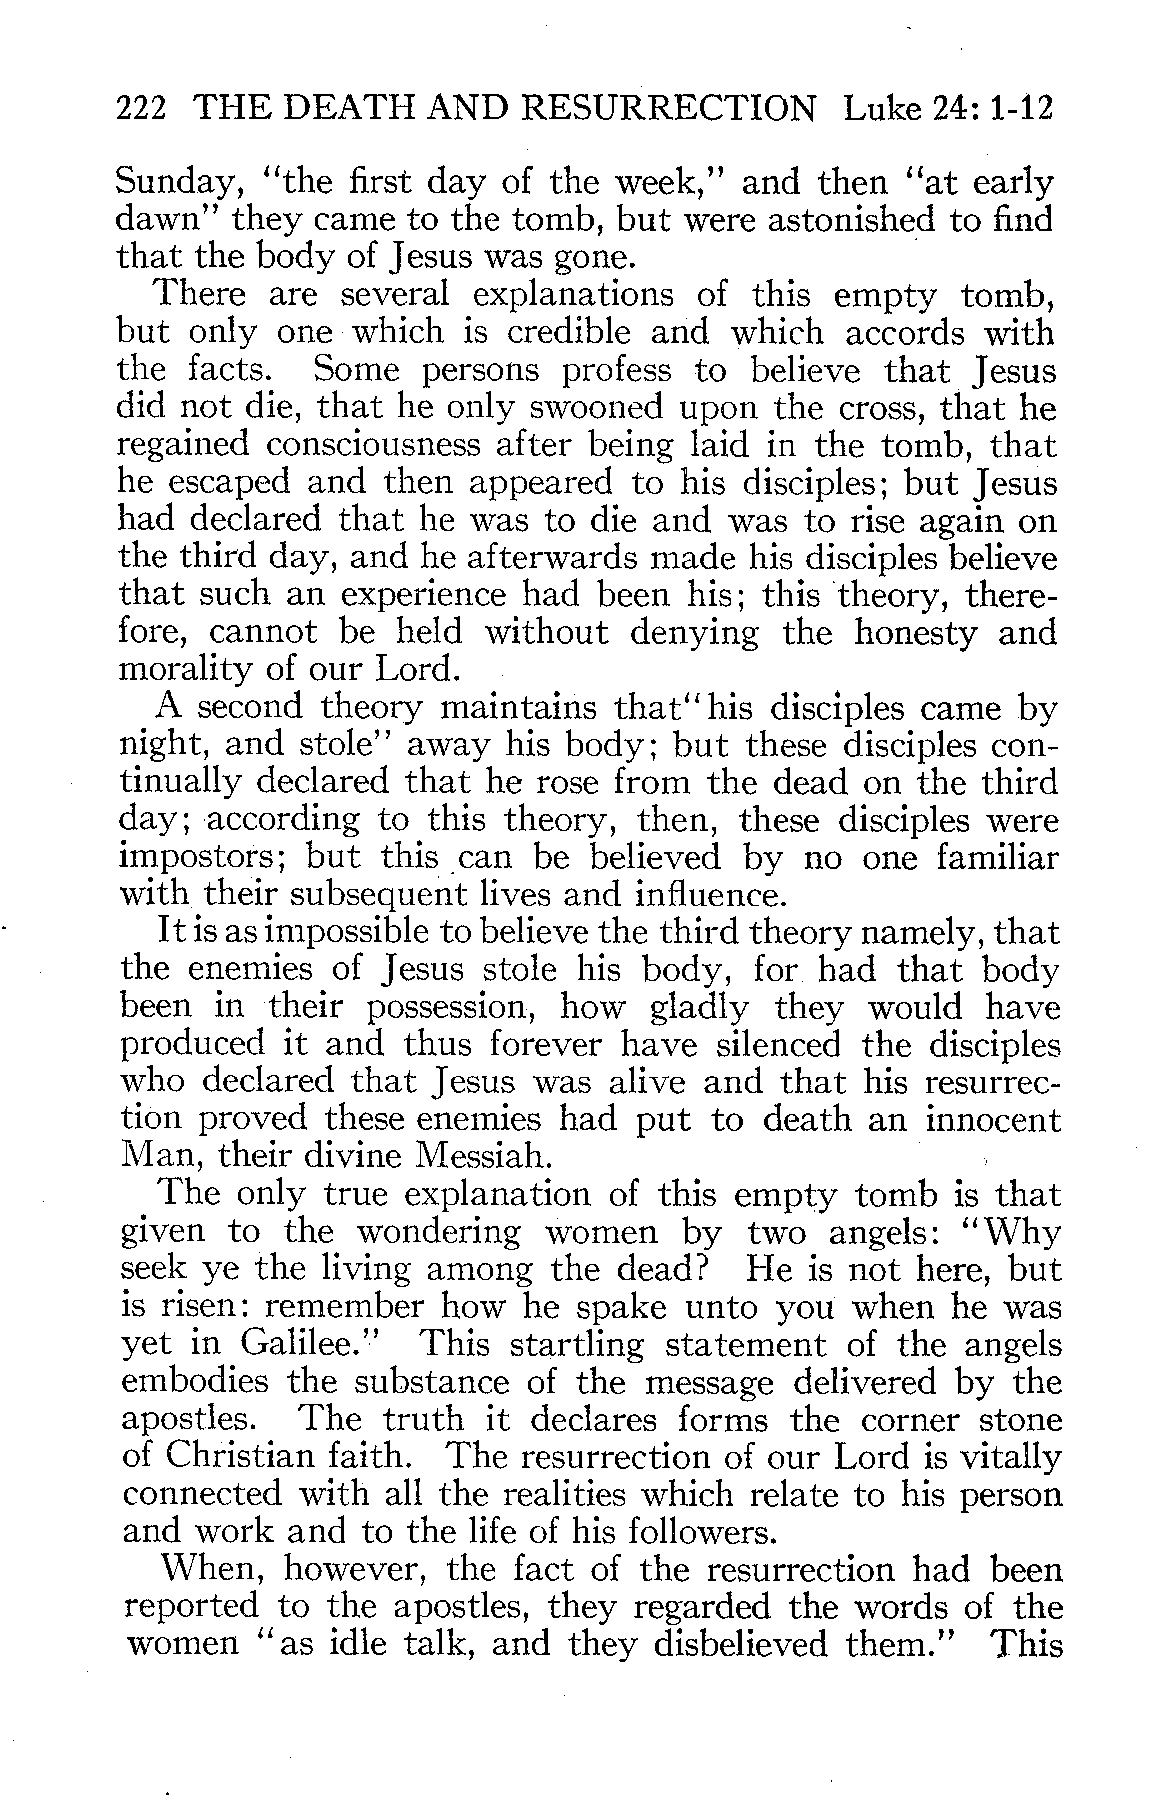 222 THE DEATH AND RESURRECTION Luke 24: 1-12
Sunday, "the first day of the week," and then "at early
dawn" they came to the tomb, but were astonished to find
that the body of Jesus was gone.
There are several explanations of this empty tomb,
but only one which is credible and which accords with
the facts. Some persons profess to believe that Jesus
did not die, that he only swooned upon the cross, that he
regained consciousness after being laid in the tomb, that
he escaped and then appeared to his disciples; but Jesus
had declared that he was to die and was to rise again on
the third day, and he afterwards made his disciples believe
that such an experience had been his; this theory, there-
fore, cannot be held without denying the honesty and
morality of our Lord.
A second theory maintains that"his disciples came by
night, and stole" away his body; but these disciples con-
tinually declared that he rose from the dead on the third
day; according to this theory, then, these disciples were
impostors; but this can be believed by no one familiar
with their subsequent lives and influence.
It is as impossible to believe the third theory namely, that
the enemies of Jesus stole his body, for had that body
been in their possession, how gladly they would have
produced it and thus forever have silenced the disciples
who declared that Jesus was alive and that his resurrec-
tion proved these enemies had put to death an innocent
Man, their divine Messiah.
The only true explanation of this empty tomb is that
given to the wondering women by two angels: "Why
seek ye the living among the dead? He is not here, but
is risen: remember how he spake unto you when he was
yet in Galilee." This startling statement of the angels
embodies the substance of the message delivered by the
apostles. The truth it declares forms the corner stone
of Christian faith. The resurrection of our Lord is vitally
connected with all the realities which relate to his person
and work and to the life of his followers.
When, however, the fact of the resurrection had been
reported to the apostles, they regarded the words of the
women "as idle talk, and they disbelieved them." This